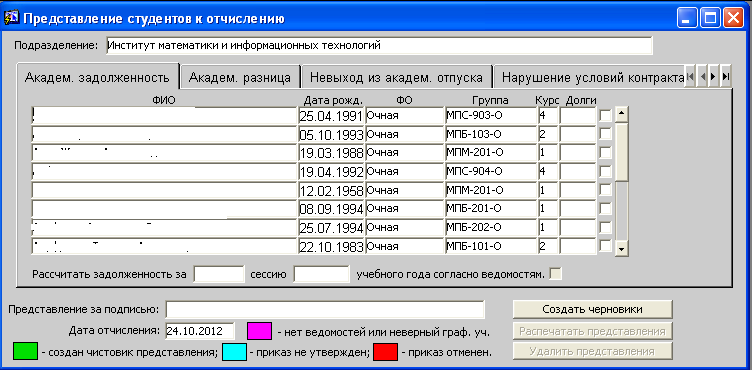 Представление студентов к отчислению
Подразделение: Институт математики и информационных технологий
Академ. задолженность Академ. разница Невыход из академ. отпуска Нарушение условий контракта
ФИО Дата рожд. ФО Группа Курс Долги
25.04.1991 Очная МПС-903-О 4
05.10.1993 Очная МПБ-103-О 2
19.03.1988 Очная МПМ-201-О 1
19.04.1992 Очная МПС-904-О 4
12.02.1958 Очная МПМ-201-О 1
08.09.1994 Очная МПБ-201-О 1
25.07.1994 Очная МПБ-202-О 1
22.10.1983 Очная МПБ-101-О 2
Рассчитать задолженность за сессию учебного года согласно ведомостям.
Представление за подписью: Создать черновики
Дата отчисления: 24.10.2012 - нет ведомостей или неверный граф. уч. Распечатать представления
- создан чистовик представления; - приказ не утвержден; - приказ отменен. Удалить представления